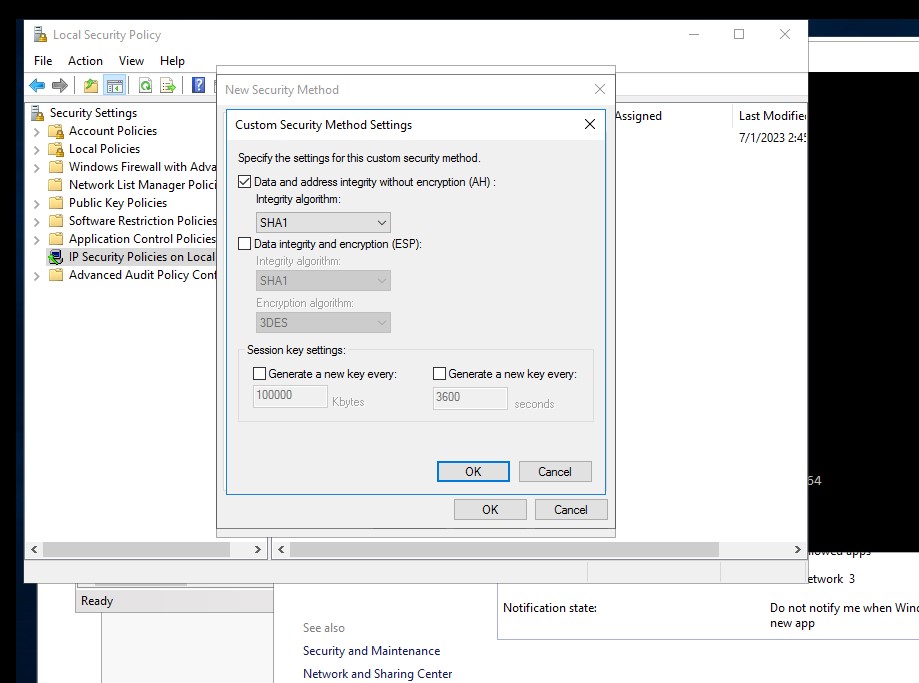 Local Security Policy
File Action View Help
Security Settings
Account Policies
Local Policies
Windows Firewall with Adva
Network List Manager Polici
Public Key Policies
Software Restriction Policies
Application Control Policies
IP Security Policies on Local
Advanced Audit Policy Conf
Assigned
Last Modifie
7/1/2023 2:45
New Security Method
Custom Security Method Settings
Specify the settings for this custom security method.
Data and address integrity without encryption (AH) :
Integrity algorithm:
SHA1
Data integrity and encryption (ESP):
Integrity algorithm:
SHA1
Encryption algorithm:
3DES
Session key settings:
Generate a new key every:
100000 Kbytes
Generate a new key every:
3600 seconds
OK Cancel
OK Cancel
64
lowed apps
etwork 3
Ready
Notification state:
Do not notify me when Wind
new app
See also
Security and Maintenance
Network and Sharing Center